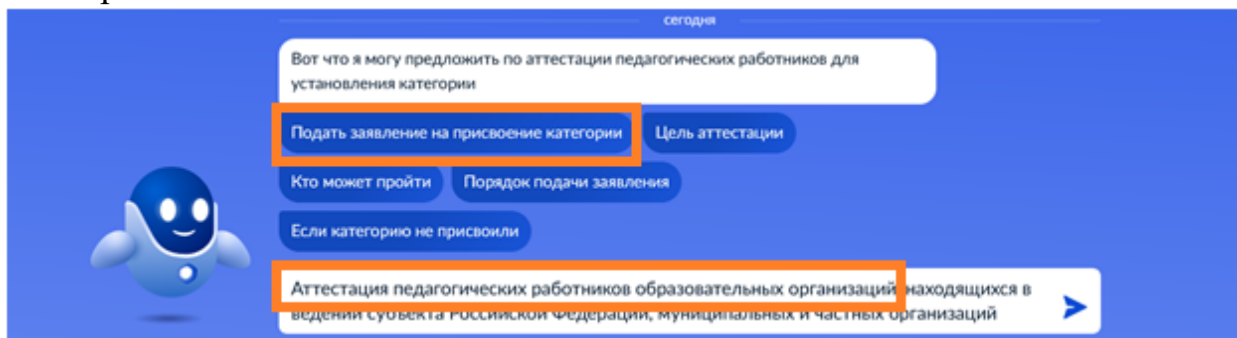 сегодня
Вот что я могу предложить по аттестации педагогических работников для
установления категории
Подать заявление на присвоение категории Цель аттестации
Кто может пройти Порядок подачи заявления
Если категорию не присвоили
Аттестация педагогических работников образовательных организаций, находящихся в
ведении субъекта Российской Федерации, муниципальных и частных организаций